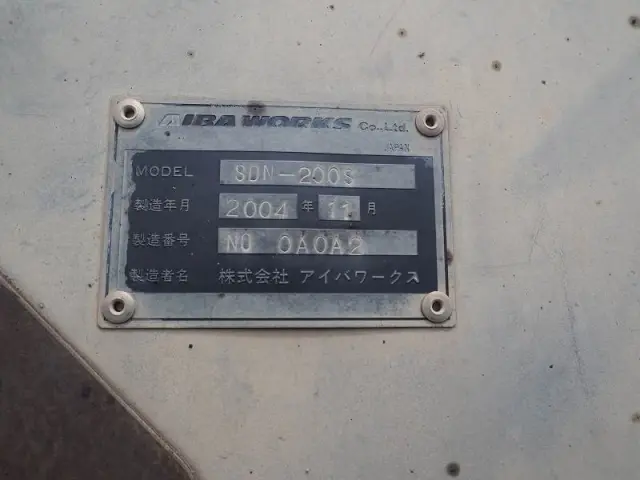 AIBA WORKS Co.,Ltd.
JAPAN
MODEL SDN-200S
製造年月 2004 年 11 月
製造番号 NO 0A0A2
製造者名 株式会社 アイバワークス